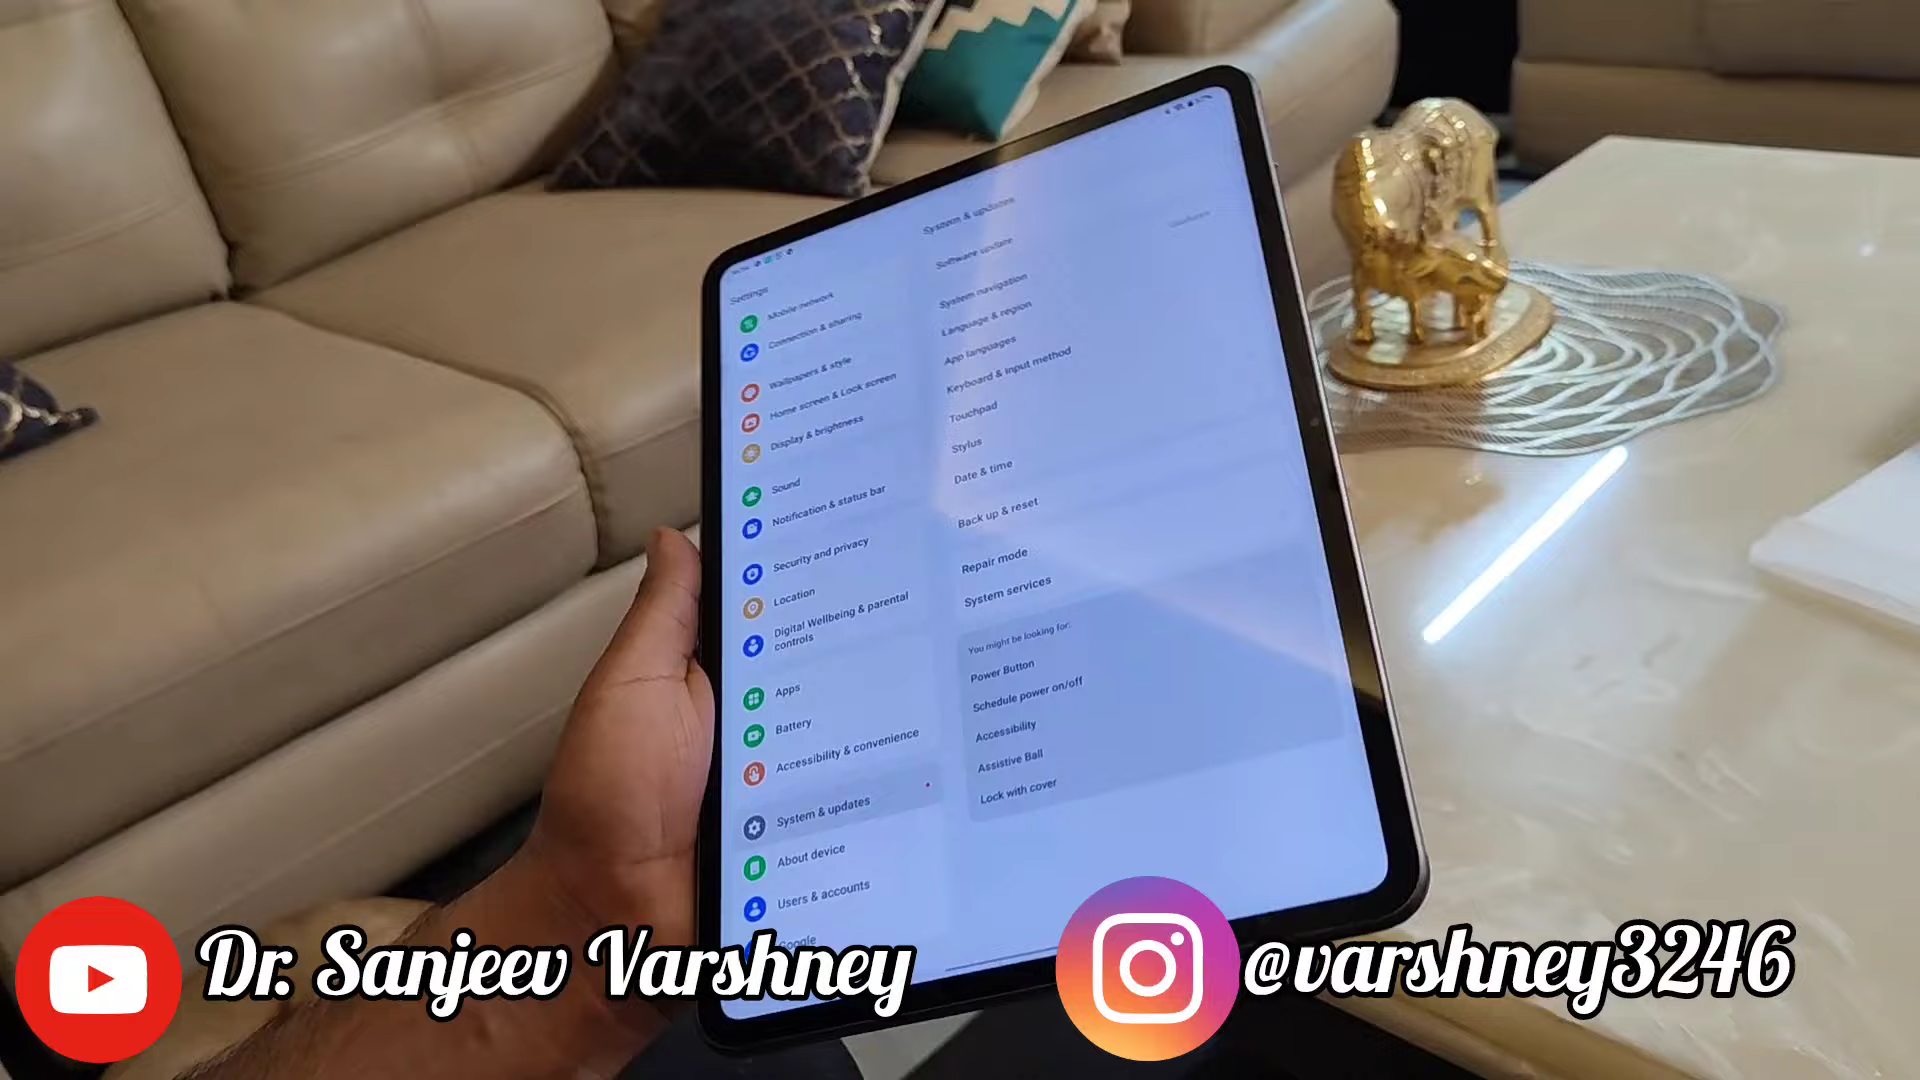 Settings
Mobile network
Connection & sharing
Wallpapers & style
Home screen & Lock screen
Display & brightness
Sound
Notification & status bar
Security and privacy
Location
Digital Wellbeing & parental
controls
Apps
Battery
Accessibility & convenience
System & updates
About device
Users & accounts
Google
System & updates
Software update
System navigation
Language & region
App languages
Keyboard & input method
Touchpad
Stylus
Date & time
Back up & reset
Repair mode
System services
You might be looking for:
Power Button
Schedule power on/off
Accessibility
Assistive Ball
Lock with cover
Dr. Sanjeev Varshney
@varshney3246